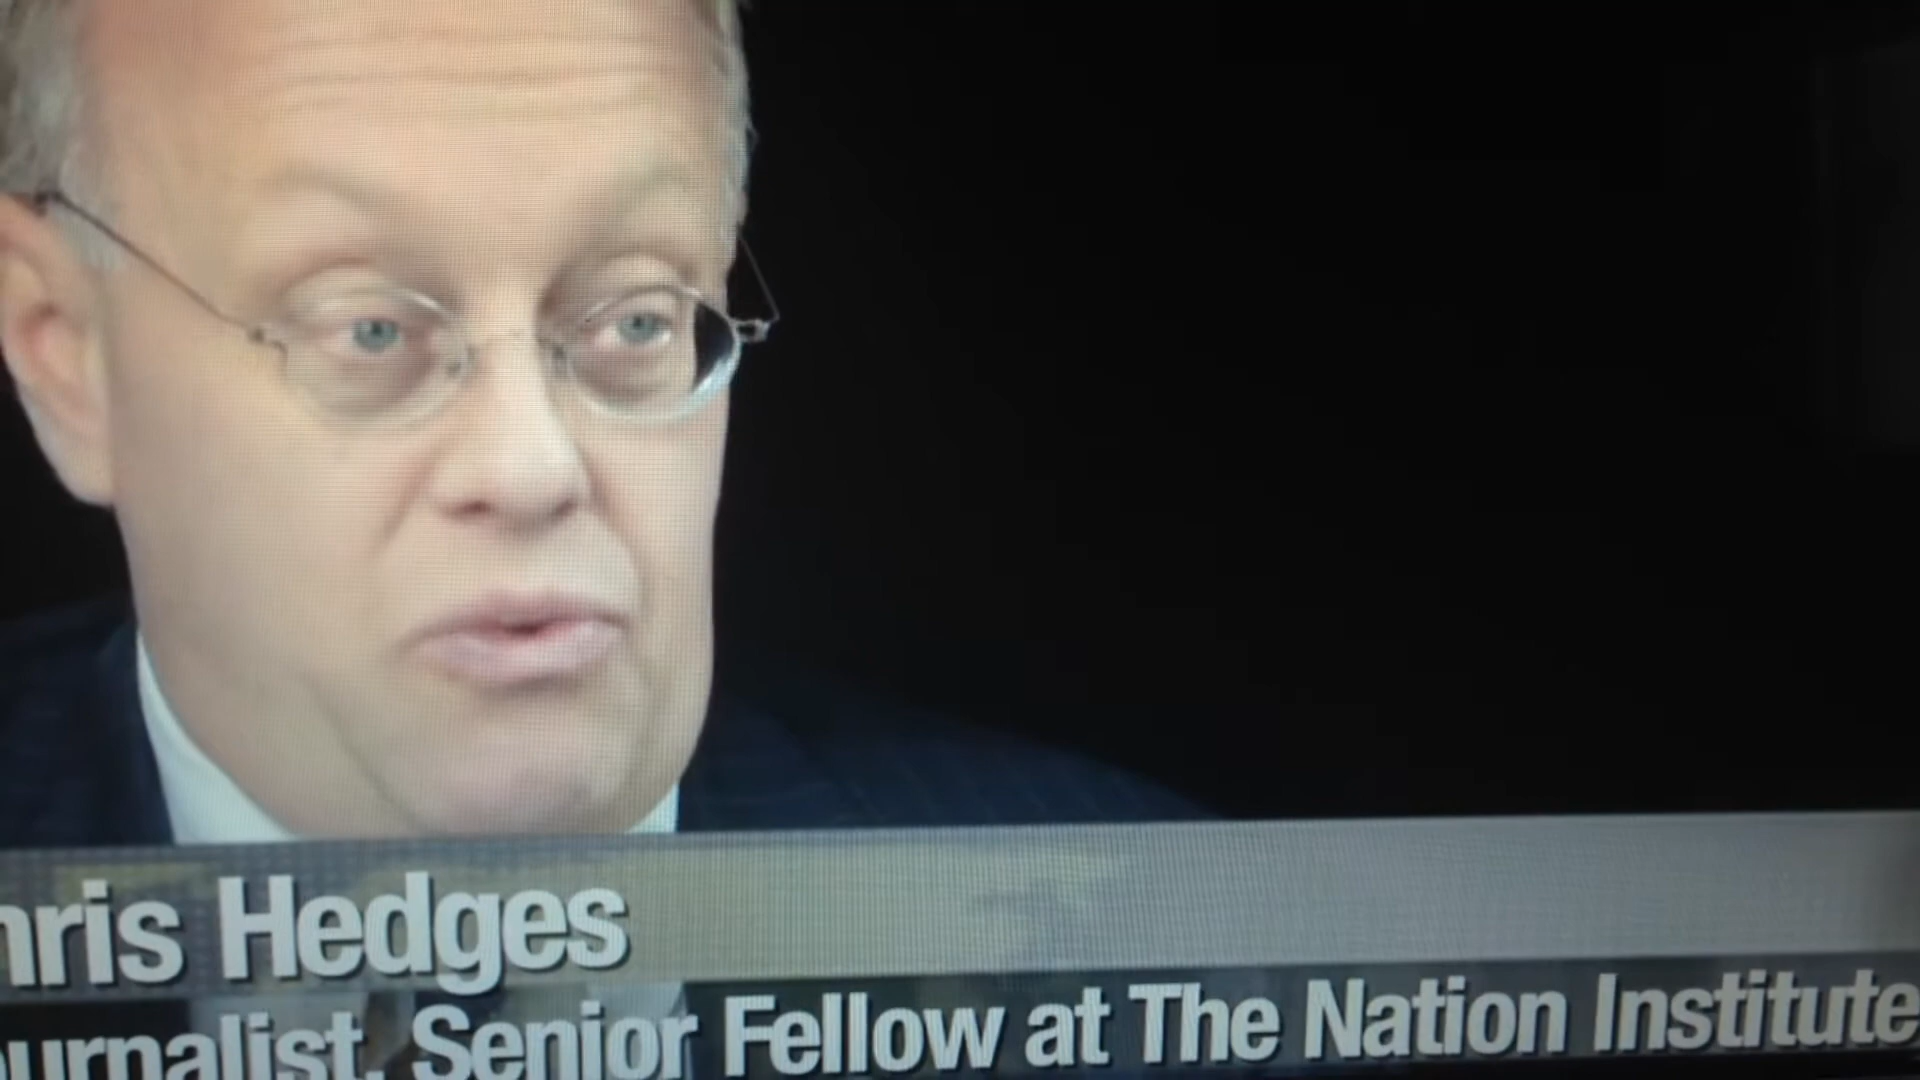 hris Hedges
ournalist, Senior Fellow at The Nation Institute